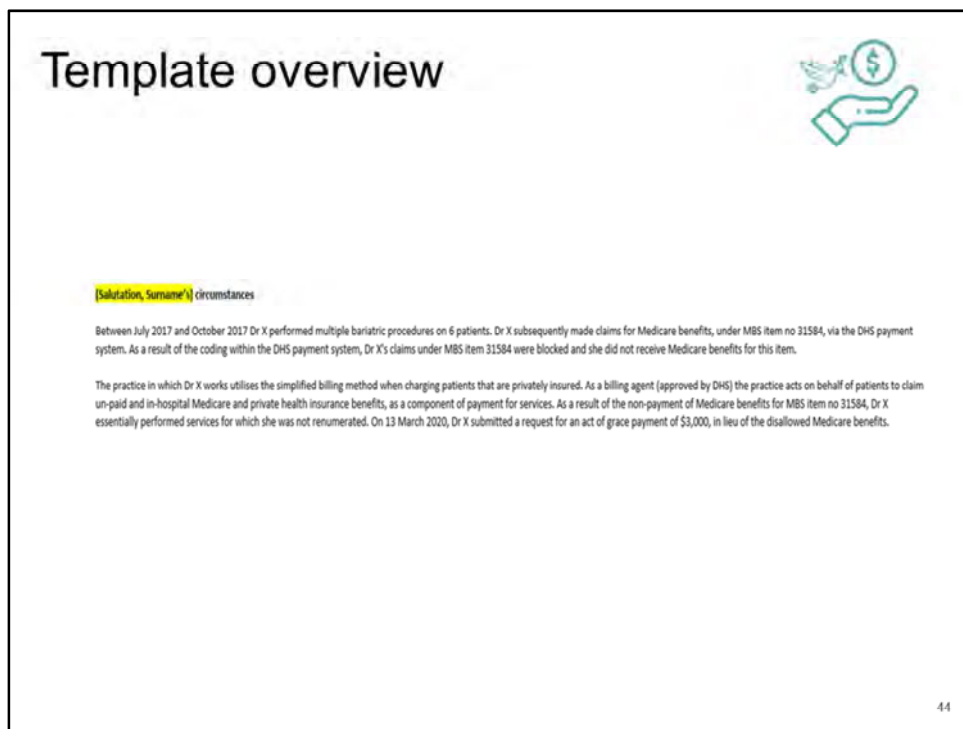 Template overview
$
[Salutation, Surname's] circumstances
Between July 2017 and October 2017 Dr X performed multiple bariatric procedures on 6 patients. Dr X subsequently made claims for Medicare benefits, under MBS item no 31584, via the DHS payment
system. As a result of the coding within the DHS payment system, Dr X's claims under MBS item 31584 were blocked and she did not receive Medicare benefits for this item.
The practice in which Dr X works utilises the simplified billing method when charging patients that are privately insured. As a billing agent (approved by DHS) the practice acts on behalf of patients to claim
un-paid and in-hospital Medicare and private health insurance benefits, as a component of payment for services. As a result of the non-payment of Medicare benefits for MBS item no 31584, Dr X
essentially performed services for which she was not renumerated. On 13 March 2020, Dr X submitted a request for an act of grace payment of $3,000, in lieu of the disallowed Medicare benefits.
44